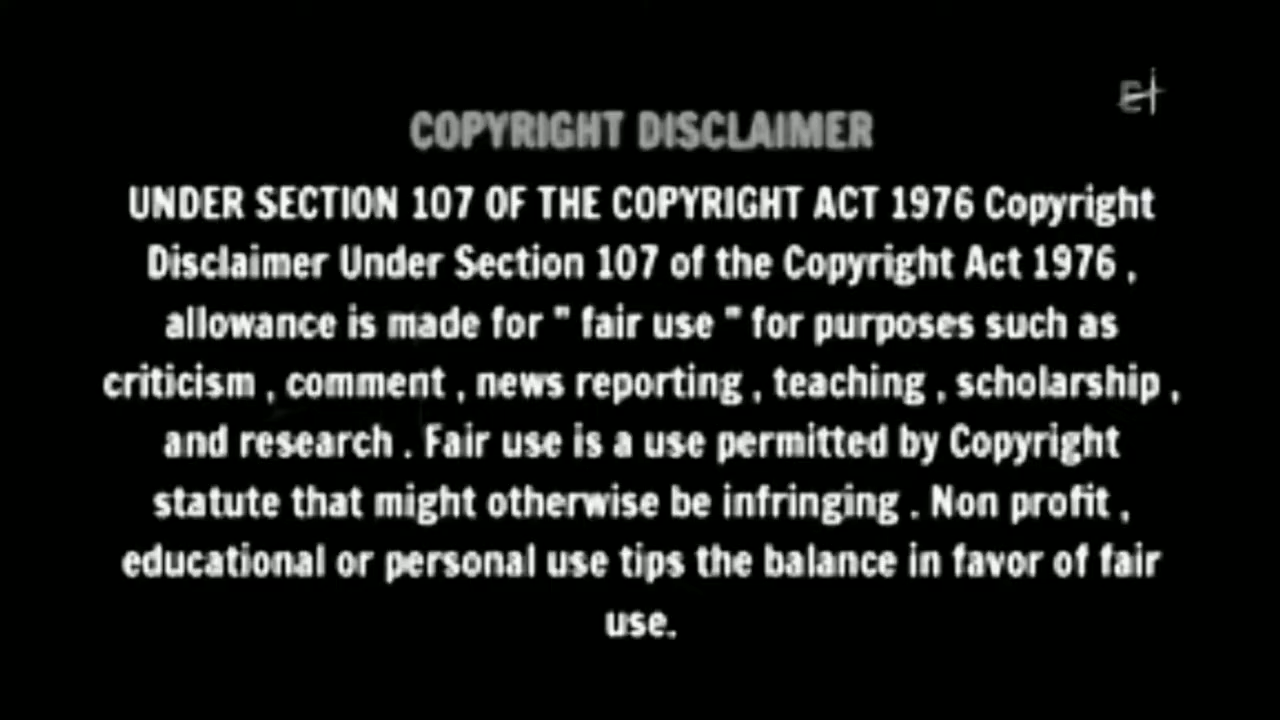 COPYRIGHT DISCLAIMER
UNDER SECTION 107 OF THE COPYRIGHT ACT 1976 Copyright
Disclaimer Under Section 107 of the Copyright Act 1976 ,
allowance is made for " fair use " for purposes such as
criticism , comment , news reporting , teaching , scholarship ,
and research . Fair use is a use permitted by Copyright
statute that might otherwise be infringing . Non profit ,
educational or personal use tips the balance in favor of fair
use.